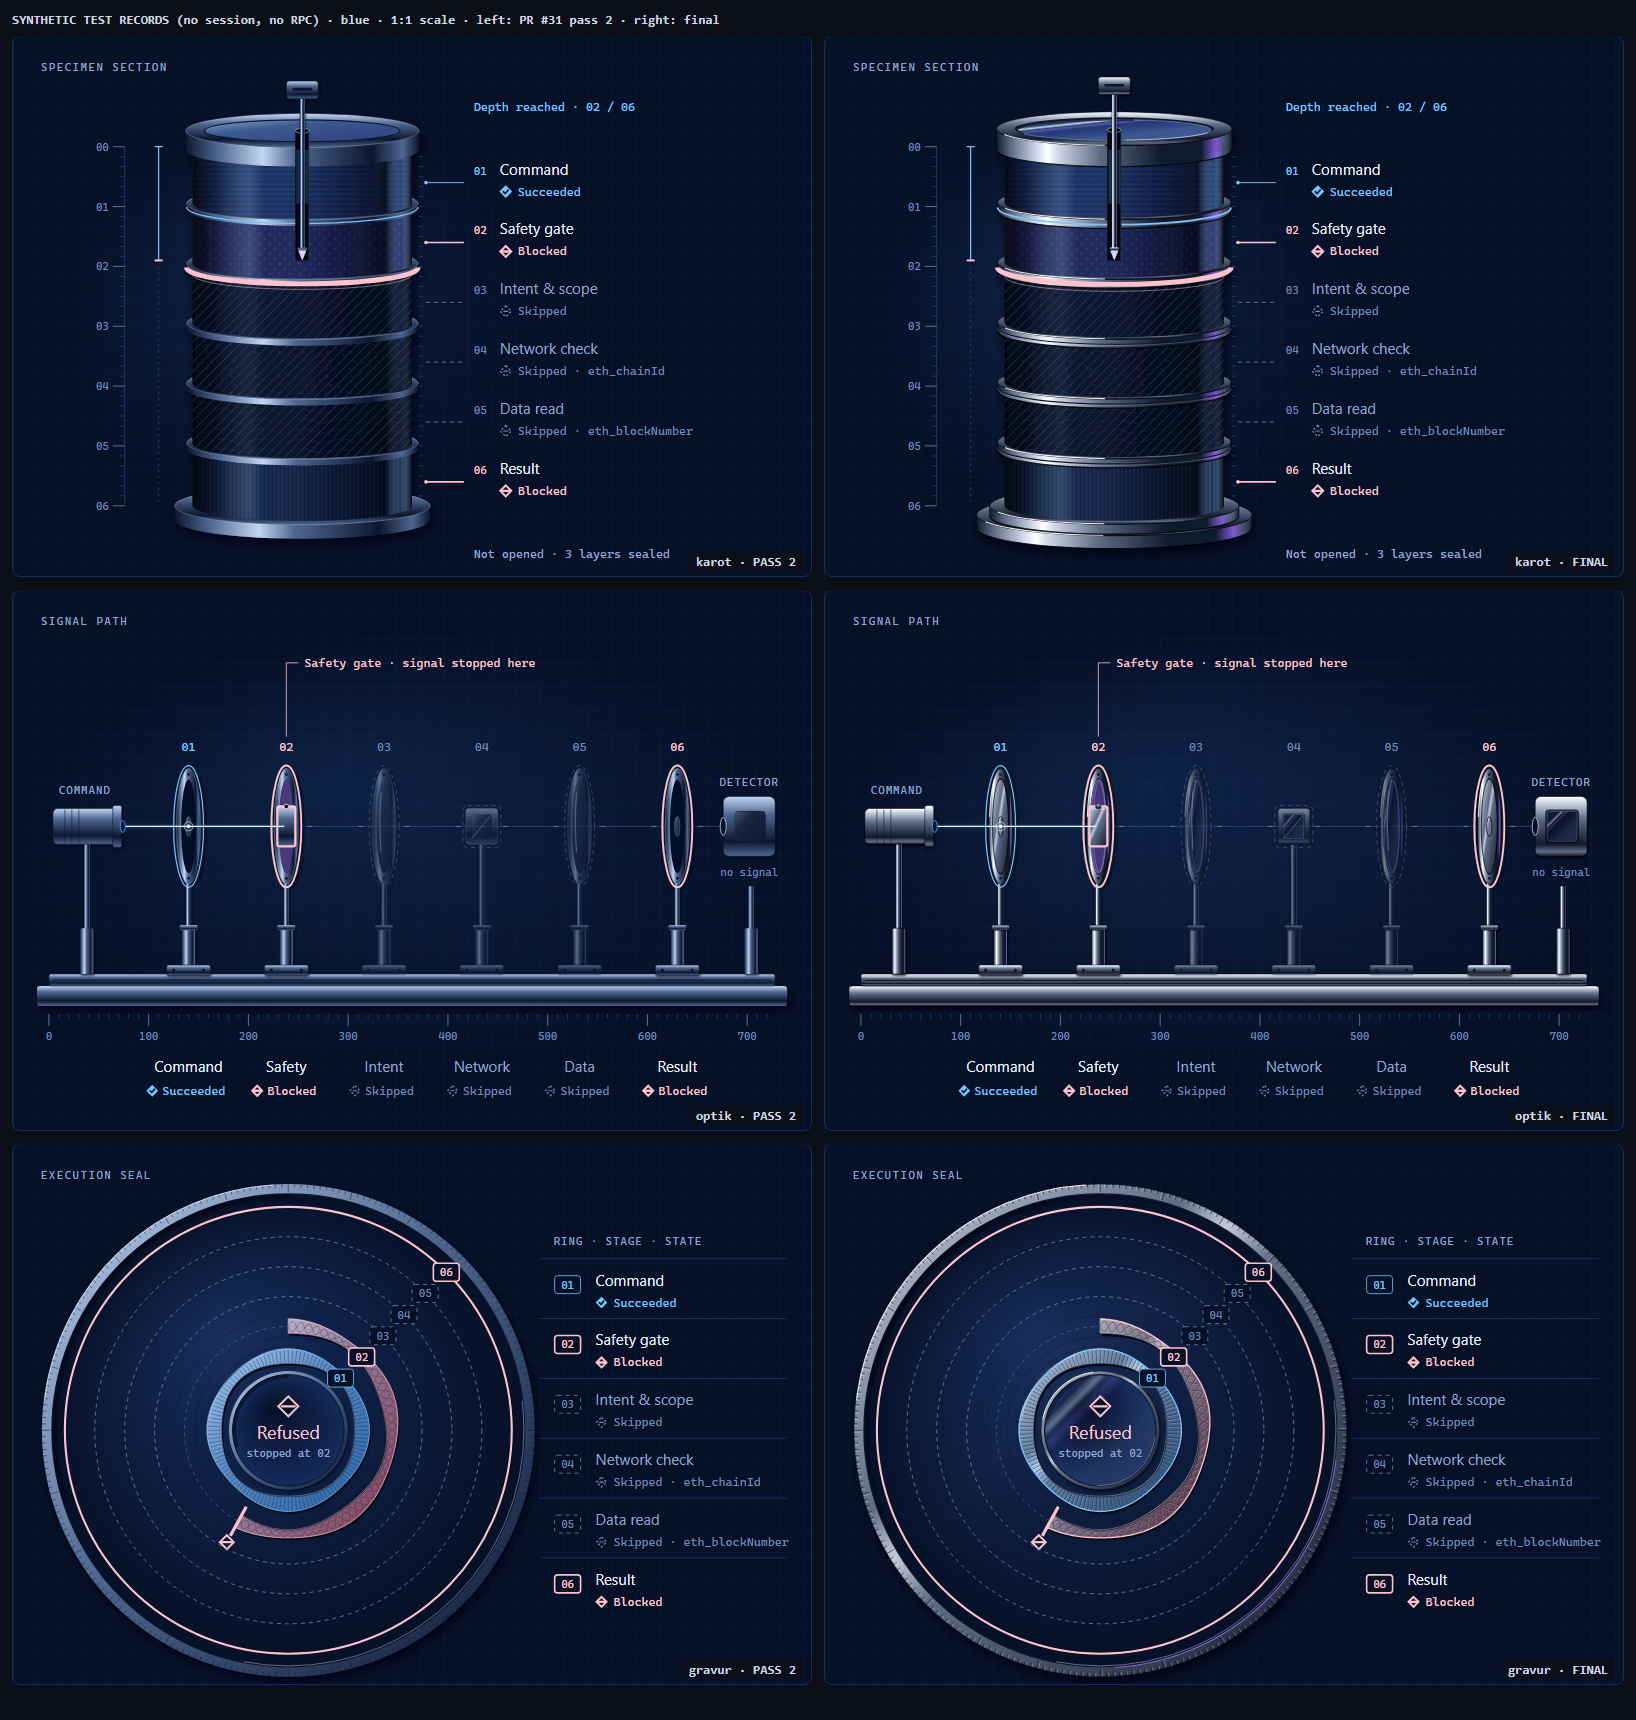 SYNTHETIC TEST RECORDS (no session, no RPC) · blue · 1:1 scale · left: PR #31 pass 2 · right: final
SPECIMEN SECTION
Depth reached · 02 / 06
00
01
02
03
04
05
06
01 Command
Succeeded
02 Safety gate
Blocked
03 Intent & scope
Skipped
04 Network check
Skipped · eth_chainId
05 Data read
Skipped · eth_blockNumber
06 Result
Blocked
Not opened · 3 layers sealed
karot · PASS 2
SPECIMEN SECTION
Depth reached · 02 / 06
00
01
02
03
04
05
06
01 Command
Succeeded
02 Safety gate
Blocked
03 Intent & scope
Skipped
04 Network check
Skipped · eth_chainId
05 Data read
Skipped · eth_blockNumber
06 Result
Blocked
Not opened · 3 layers sealed
karot · FINAL
SIGNAL PATH
Safety gate · signal stopped here
01 02 03 04 05 06
COMMAND
DETECTOR
no signal
0 100 200 300 400 500 600 700
Command Safety Intent Network Data Result
Succeeded Blocked Skipped Skipped Skipped Blocked
optik · PASS 2
SIGNAL PATH
Safety gate · signal stopped here
01 02 03 04 05 06
COMMAND
DETECTOR
no signal
0 100 200 300 400 500 600 700
Command Safety Intent Network Data Result
Succeeded Blocked Skipped Skipped Skipped Blocked
optik · FINAL
EXECUTION SEAL
06
05
04
03
02
01
Refused
stopped at 02
RING · STAGE · STATE
01 Command
Succeeded
02 Safety gate
Blocked
03 Intent & scope
Skipped
04 Network check
Skipped · eth_chainId
05 Data read
Skipped · eth_blockNumber
06 Result
Blocked
gravur · PASS 2
EXECUTION SEAL
06
05
04
03
02
01
Refused
stopped at 02
RING · STAGE · STATE
01 Command
Succeeded
02 Safety gate
Blocked
03 Intent & scope
Skipped
04 Network check
Skipped · eth_chainId
05 Data read
Skipped · eth_blockNumber
06 Result
Blocked
gravur · FINAL